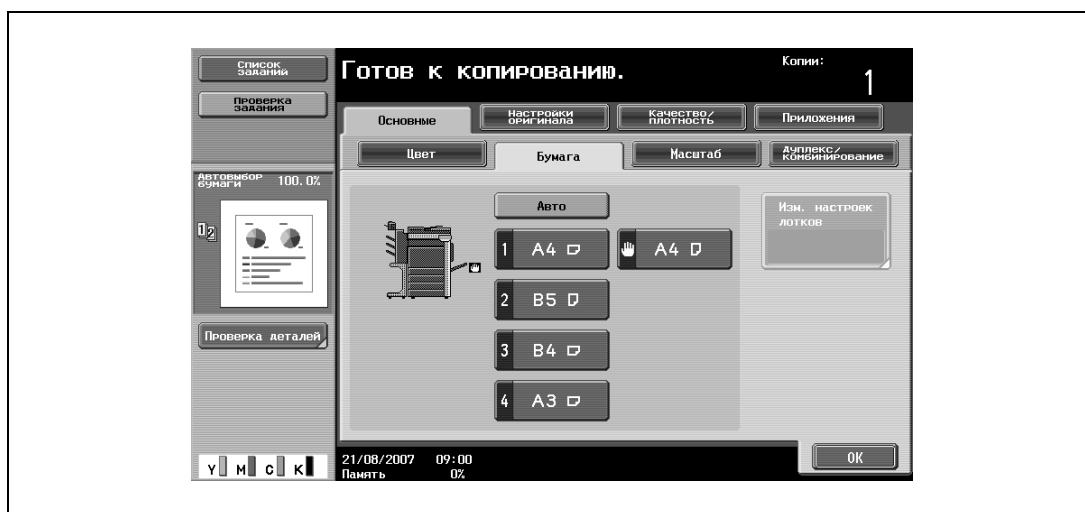 Список
заданий
Проверка
задания
Готов к копированию.
Копии:
1
Основные
Настройки
оригинала
Качество/
плотность
Приложения
Цвет
Бумага
Масштаб
Дуплекс/
комбинирование
Автовыбор
бумаги
100.0%
12
Проверка деталей
Авто
1 A4
A4
2 B5
3 B4
4 A3
Изм. настроек
лотков
Y M C K
21/08/2007 09:00
Память 0%
OK